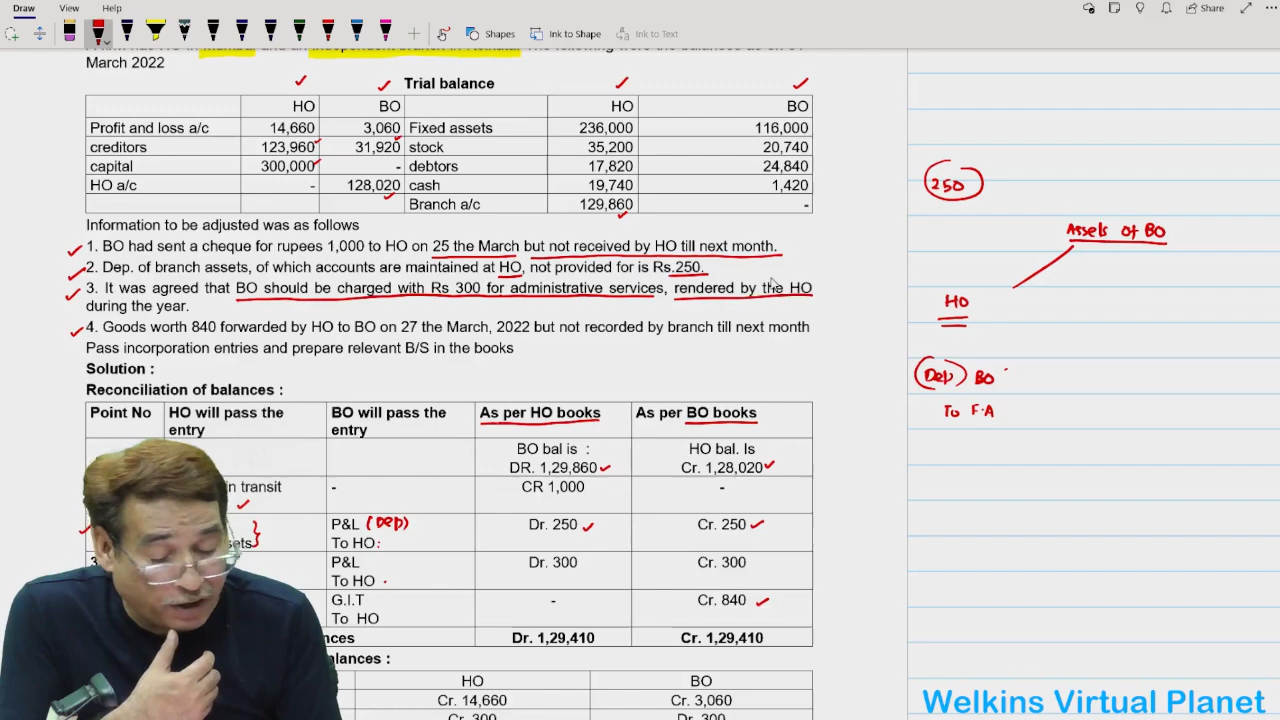 Draw View Help
Shapes Ink to Shape Ink to Text Share
March 2022
Trial balance
HO BO HO BO
Profit and loss a/c 14,660 3,060 Fixed assets 236,000 116,000
creditors 123,960 31,920 stock 35,200 20,740
capital 300,000 - debtors 17,820 24,840
HO a/c - 128,020 cash 19,740 1,420
Branch a/c 129,860 -
Information to be adjusted was as follows
1. BO had sent a cheque for rupees 1,000 to HO on 25 the March but not received by HO till next month.
2. Dep. of branch assets, of which accounts are maintained at HO, not provided for is Rs.250.
3. It was agreed that BO should be charged with Rs 300 for administrative services, rendered by the HO
during the year.
4. Goods worth 840 forwarded by HO to BO on 27 the March, 2022 but not recorded by branch till next month
Pass incorporation entries and prepare relevant B/S in the books
Solution :
Reconciliation of balances :
Point No HO will pass the BO will pass the As per HO books As per BO books
entry entry
BO bal is : HO bal. Is
DR. 1,29,860 Cr. 1,28,020
in transit - CR 1,000 -
P&L (Dep) Dr. 250 Cr. 250
To HO :
P&L Dr. 300 Cr. 300
To HO
G.I.T - Cr. 840
To HO
Dr. 1,29,410 Cr. 1,29,410
HO BO
Cr. 14,660 Cr. 3,060
Cr. 300 Dr. 300
250
Assets of BO
HO
(Dep) BO
To F.A
Welkins Virtual Planet